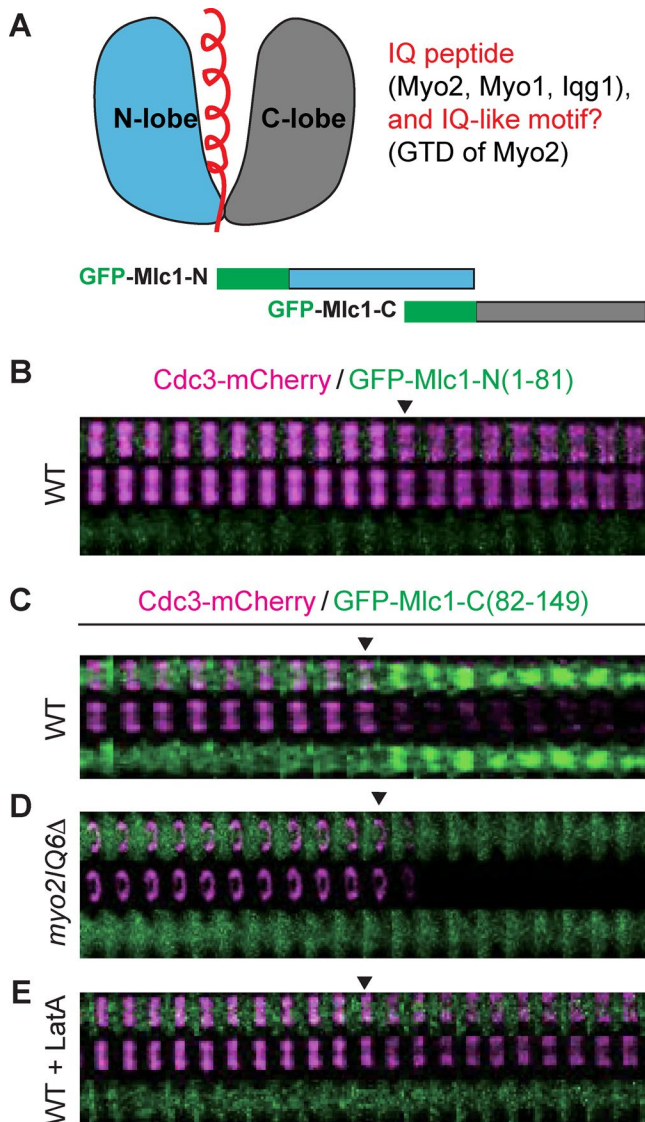 A
N-lobe
C-lobe
IQ peptide
(Myo2, Myo1, Iqg1),
and IQ-like motif?
(GTD of Myo2)
GFP-Mlc1-N
GFP-Mlc1-C
B
Cdc3-mCherry / GFP-Mlc1-N(1-81)
WT
C
Cdc3-mCherry / GFP-Mlc1-C(82-149)
WT
D
myo2IQ6Δ
E
WT + LatA